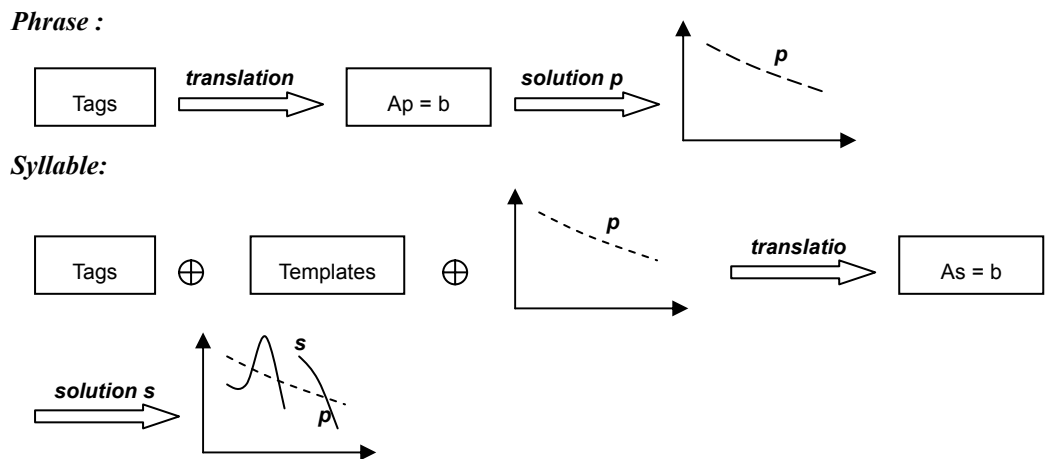 Phrase :
p
translation
solution p
Tags
Ap = b
Syllable:
p
translatio
Tags
⊕
Templates
⊕
As = b
s
solution s
p